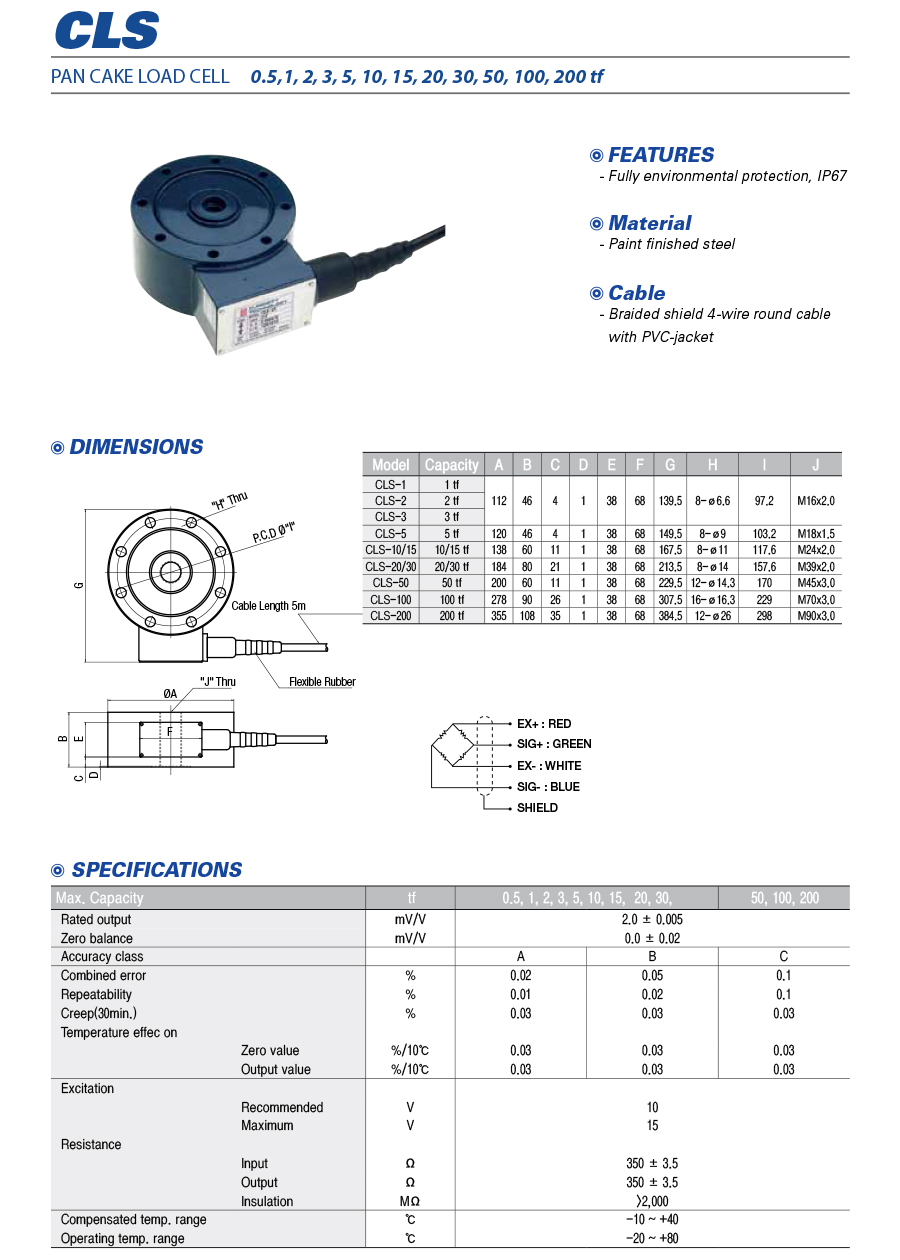 CLS
PAN CAKE LOAD CELL 0.5,1, 2, 3, 5, 10, 15, 20, 30, 50, 100, 200 tf
FEATURES
- Fully environmental protection, IP67
Material
- Paint finished steel
Cable
- Braided shield 4-wire round cable
with PVC-jacket
DIMENSIONS
Model Capacity A B C D E F G H I J
CLS-1 1 tf
CLS-2 2 tf 112 46 4 1 38 68 139.5 8-ø6.6 97.2 M16x2.0
CLS-3 3 tf
CLS-5 5 tf 120 46 4 1 38 68 149.5 8-ø9 103.2 M18x1.5
CLS-10/15 10/15 tf 138 60 11 1 38 68 167.5 8-ø11 117.6 M24x2.0
CLS-20/30 20/30 tf 184 80 21 1 38 68 213.5 8-ø14 157.6 M39x2.0
CLS-50 50 tf 200 60 11 1 38 68 229.5 12-ø14.3 170 M45x3.0
CLS-100 100 tf 278 90 26 1 38 68 307.5 16-ø16.3 229 M70x3.0
CLS-200 200 tf 355 108 35 1 38 68 384.5 12-ø26 298 M90x3.0
"H" Thru
P.C.D Ø"I"
G
Cable Length 5m
"J" Thru
Flexible Rubber
ØA
F
B
E
C
D
EX+ : RED
SIG+ : GREEN
EX- : WHITE
SIG- : BLUE
SHIELD
SPECIFICATIONS
Max. Capacity tf 0.5, 1, 2, 3, 5, 10, 15, 20, 30, 50, 100, 200
Rated output mV/V 2.0 ± 0.005
Zero balance mV/V 0.0 ± 0.02
Accuracy class A B C
Combined error % 0.02 0.05 0.1
Repeatability % 0.01 0.02 0.1
Creep(30min.) % 0.03 0.03 0.03
Temperature effec on
Zero value %/10℃ 0.03 0.03 0.03
Output value %/10℃ 0.03 0.03 0.03
Excitation
Recommended V 10
Maximum V 15
Resistance
Input Ω 350 ± 3.5
Output Ω 350 ± 3.5
Insulation MΩ >2,000
Compensated temp. range ℃ -10 ~ +40
Operating temp. range ℃ -20 ~ +80